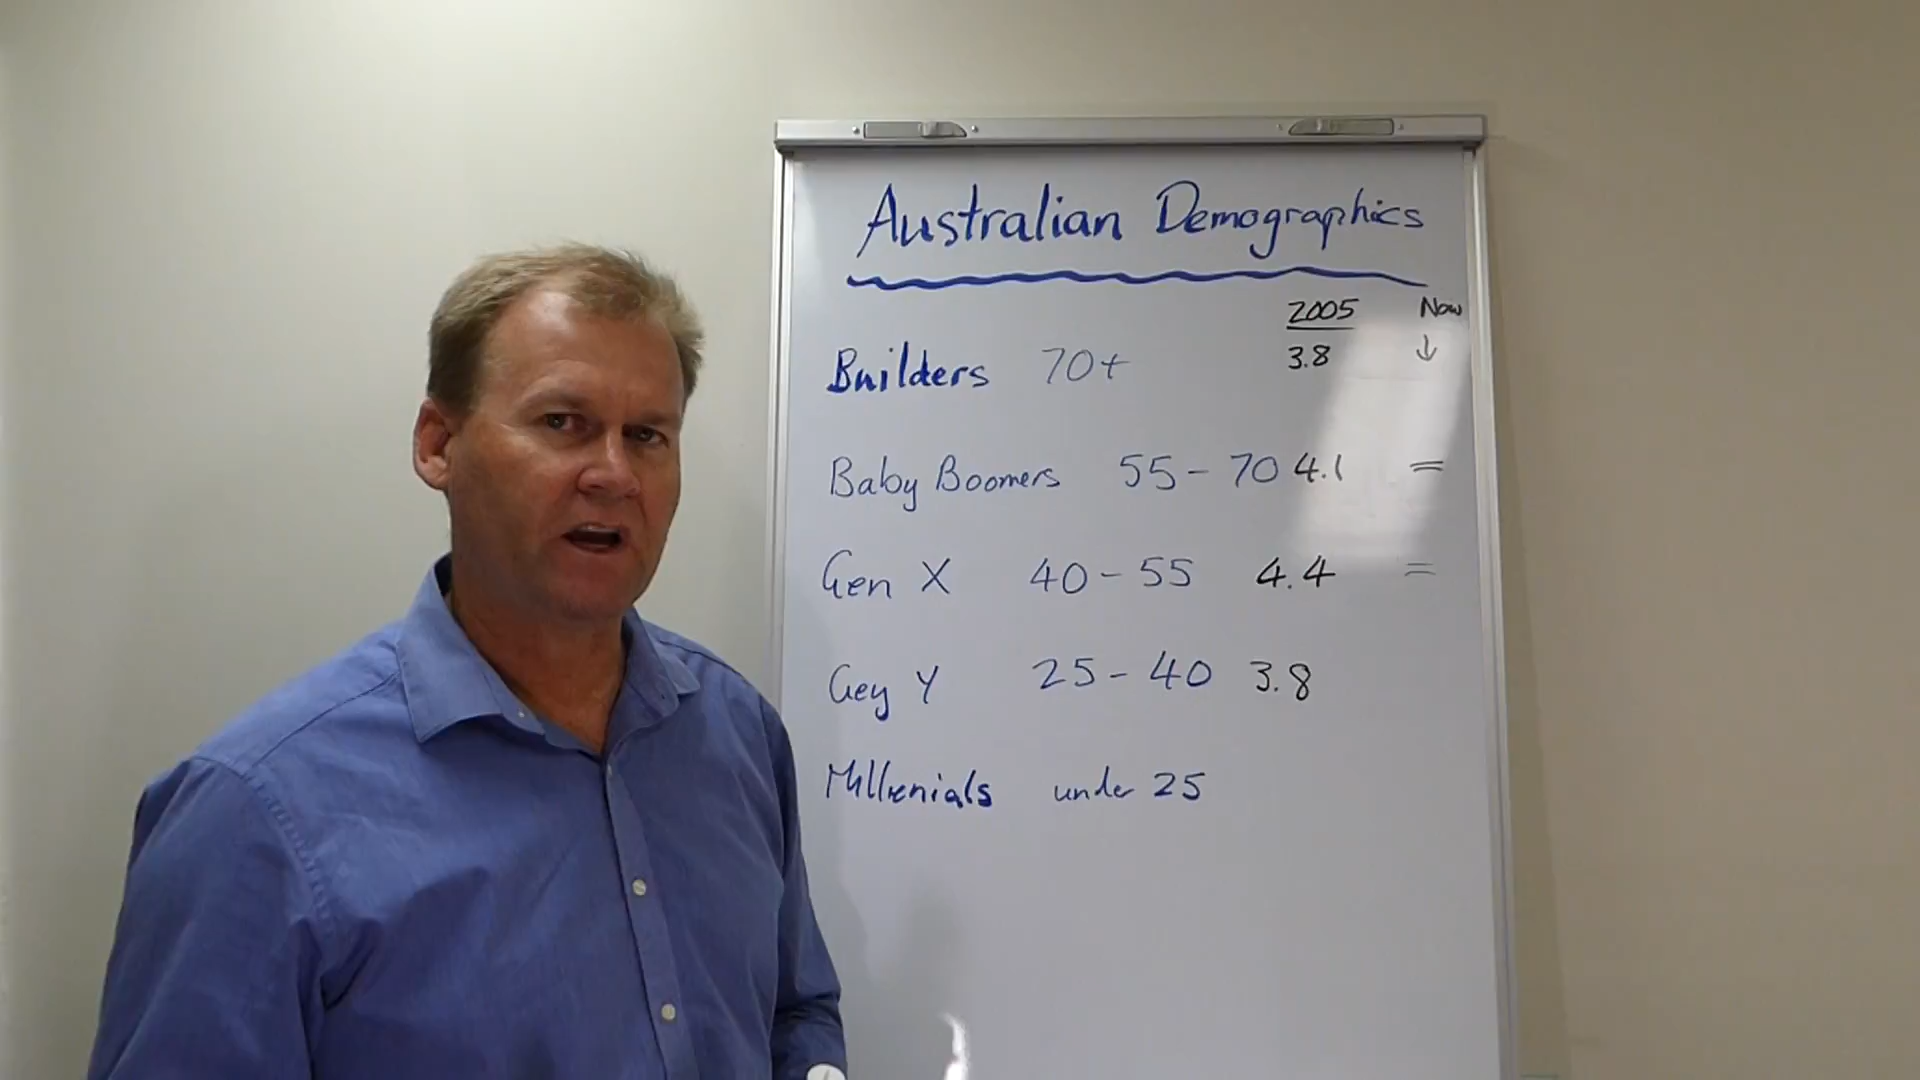 Australian Demographics
2005 Now
Builders 70+ 3.8 ↓
Baby Boomers 55 - 70 4.1 =
Gen X 40 - 55 4.4 =
Gey Y 25 - 40 3.8
Millenials under 25